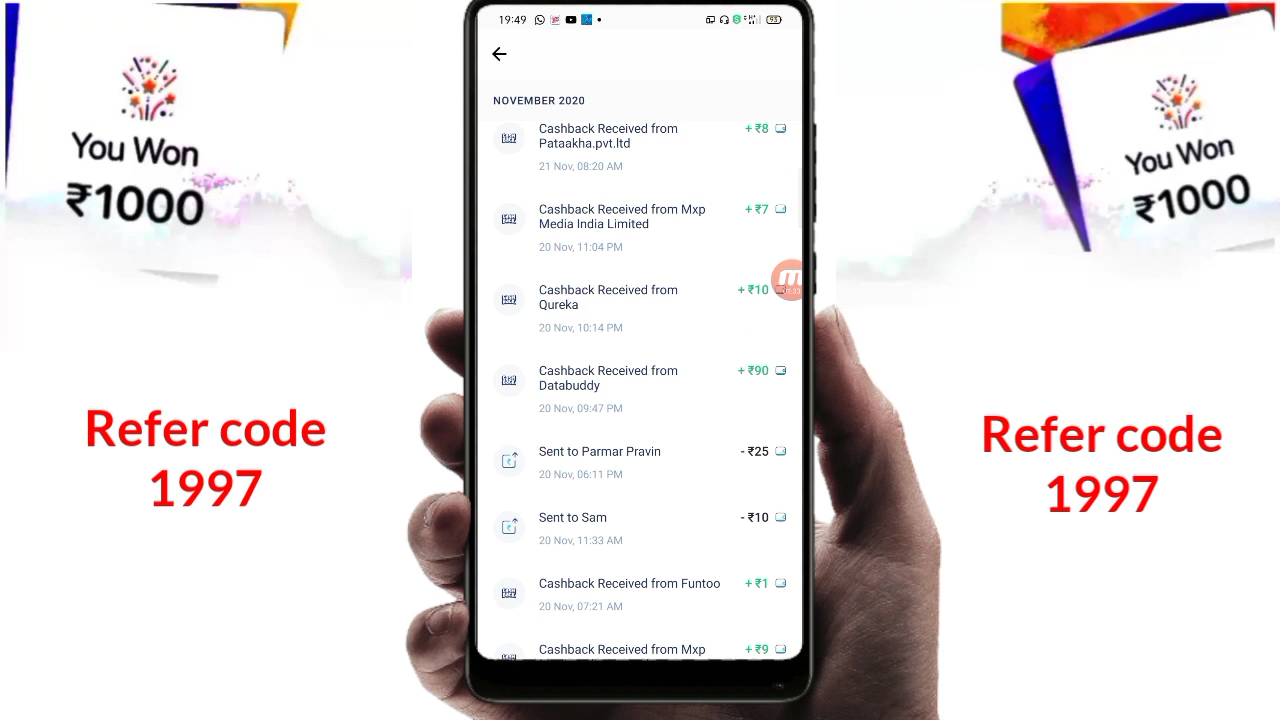 You Won
₹1000
Refer code
1997
19:49
93
NOVEMBER 2020
Cashback Received from
Pataakha.pvt.ltd
+ ₹8
21 Nov, 08:20 AM
Cashback Received from Mxp
Media India Limited
+ ₹7
20 Nov, 11:04 PM
Cashback Received from
Qureka
+ ₹10
20 Nov, 10:14 PM
Cashback Received from
Databuddy
+ ₹90
20 Nov, 09:47 PM
Sent to Parmar Pravin
- ₹25
20 Nov, 06:11 PM
Sent to Sam
- ₹10
20 Nov, 11:33 AM
Cashback Received from Funtoo
+ ₹1
20 Nov, 07:21 AM
Cashback Received from Mxp
+ ₹9
You Won
₹1000
Refer code
1997